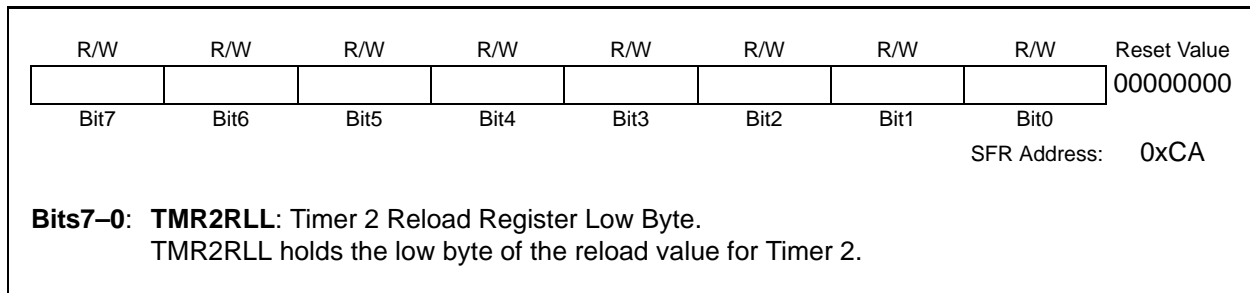 R/W R/W R/W R/W R/W R/W R/W R/W Reset Value
00000000
Bit7 Bit6 Bit5 Bit4 Bit3 Bit2 Bit1 Bit0
SFR Address: 0xCA
Bits7–0: TMR2RLL: Timer 2 Reload Register Low Byte.
TMR2RLL holds the low byte of the reload value for Timer 2.